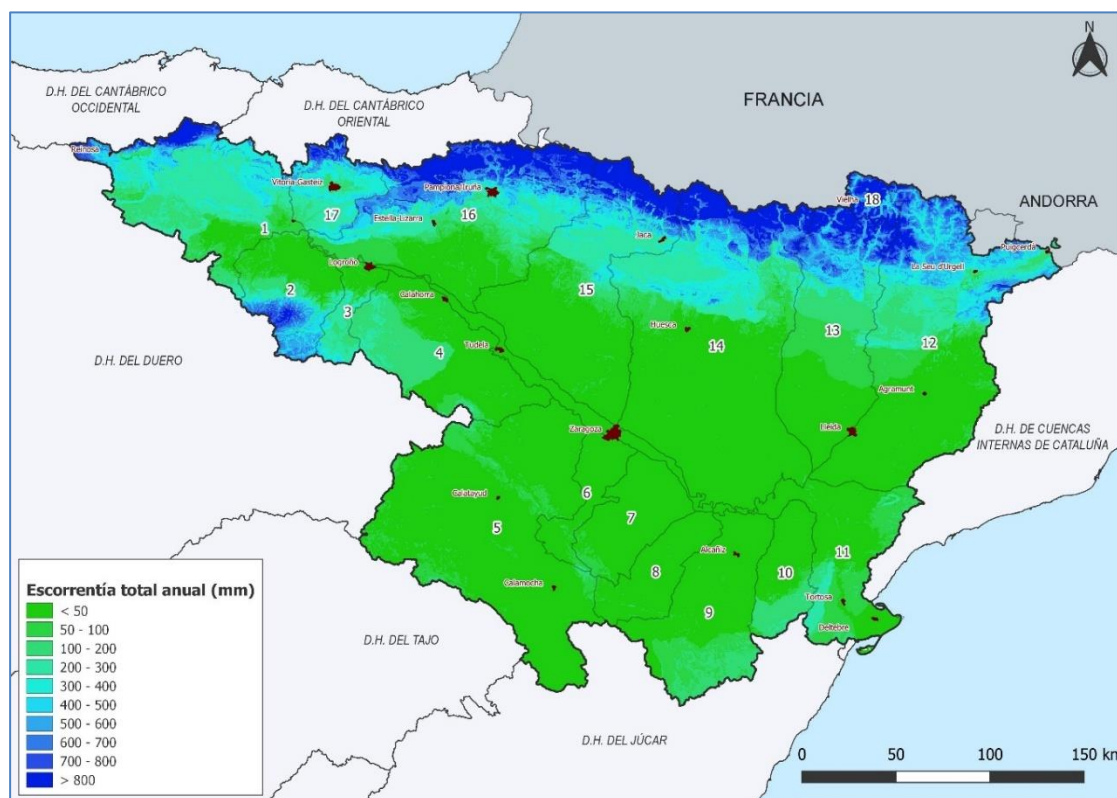 N
D.H. DEL CANTÁBRICO
OCCIDENTAL
D.H. DEL CANTÁBRICO
ORIENTAL
FRANCIA
ANDORRA
Reinosa
Vitoria-Gasteiz
Pamplona/Iruña
Vielha
18
Puigcerdá
17
Estella-Lizarra
16
1
Jaca
La Seu d'Urgell
Logroño
2
3
Calahorra
15
13
12
Huesca
14
4
Tudela
D.H. DEL DUERO
Agramunt
Zaragoza
Lleida
D.H. DE CUENCAS
INTERNAS DE CATALUÑA
Calatayud
6
7
5
Alcañiz
11
8
10
Calamocha
9
Tortosa
Deltebre
D.H. DEL TAJO
D.H. DEL JÚCAR
Escorrentía total anual (mm)
< 50
50 - 100
100 - 200
200 - 300
300 - 400
400 - 500
500 - 600
600 - 700
700 - 800
> 800
0 50 100 150 km